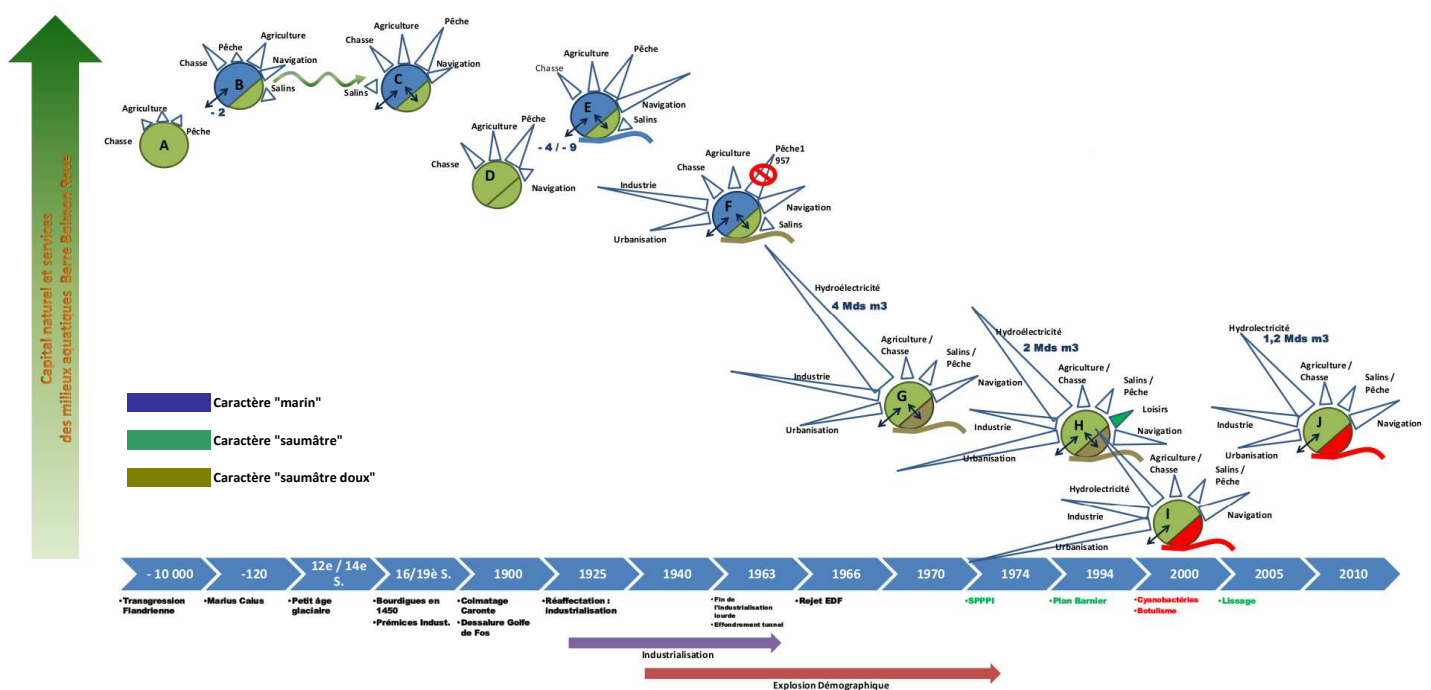 Capital naturel et services
des milieux aquatiques Berre Bolmon Rove
Agriculture
Chasse
Pêche
A
Pêche
Agriculture
Chasse
Navigation
B
Salins
- 2
Agriculture
Pêche
Chasse
Navigation
C
Salins
Agriculture
Pêche
Chasse
D
Navigation
Agriculture
Pêche
Chasse
E
Navigation
Salins
- 4 / - 9
Agriculture
Pêche1
957
Chasse
Industrie
F
Navigation
Salins
Urbanisation
Hydroélectricité
4 Mds m3
Agriculture /
Chasse
Salins /
Pêche
Industrie
Navigation
G
Urbanisation
Hydroélectricité
2 Mds m3
Agriculture /
Chasse
Salins /
Pêche
Loisirs
Industrie
H
Navigation
Urbanisation
Agriculture
/ Chasse
Salins /
Pêche
Hydrolectricité
Industrie
I
Navigation
Urbanisation
Hydrolectricité
1,2 Mds m3
Agriculture /
Chasse
Salins /
Pêche
Industrie
J
Navigation
Urbanisation
Caractère "marin"
Caractère "saumâtre"
Caractère "saumâtre doux"
- 10 000
-120
12e / 14e
S.
16/19è S.
1900
1925
1940
1963
1966
1970
1974
1994
2000
2005
2010
•Transgression
Flandrienne
•Marius Caius
•Petit âge
glaciaire
•Bourdigues en
1450
•Prémices Indust.
•Colmatage
Caronte
•Dessalure Golfe
de Fos
•Réaffectation :
industrialisation
•Fin de
l'industrialisation
lourde
•Effondrement tunnel
•Rejet EDF
•SPPPI
•Plan Barnier
•Cyanobactéries
•Botulisme
•Lissage
Industrialisation
Explosion Démographique